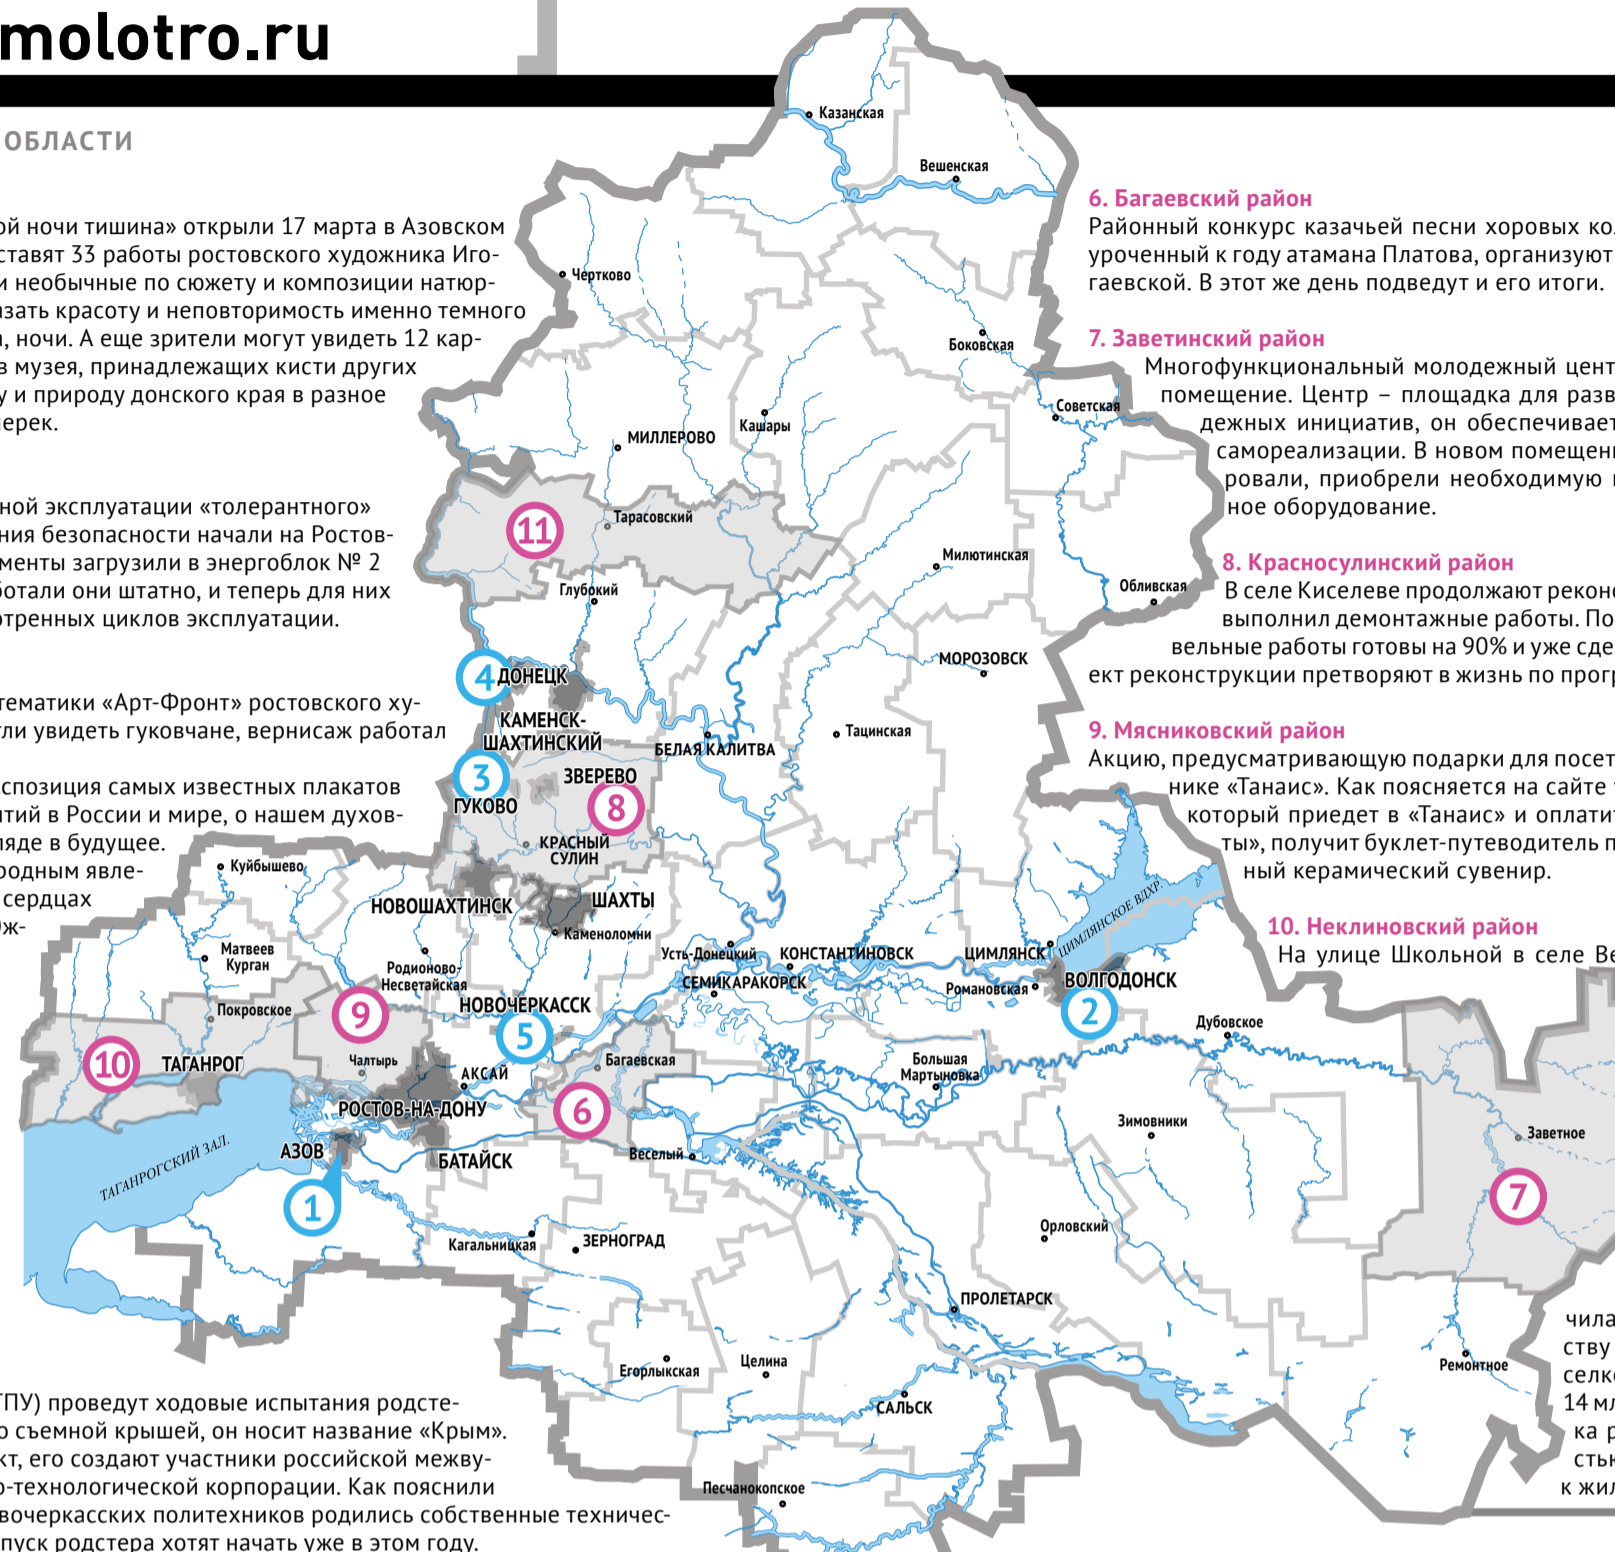 molotro.ru
ОБЛАСТИ
ой ночи тишина» открыли 17 марта в Азовском
ставят 33 работы ростовского художника Иго-
и необычные по сюжету и композиции натюр-
азать красоту и неповторимость именно темного
а, ночи. А еще зрители могут увидеть 12 кар-
в музея, принадлежащих кисти других
у и природу донского края в разное
черек.
ной эксплуатации «толерантного»
ния безопасности начали на Ростов-
менты загрузили в энергоблок № 2
ботали они штатно, и теперь для них
отренных циклов эксплуатации.
тематики «Арт-Фронт» ростовского ху-
гли увидеть гуковчане, вернисаж работал
кспозиция самых известных плакатов
тий в России и мире, о нашем духов-
ляде в будущее.
родным явле-
сердцах
ж-
ГПУ) проведут ходовые испытания родсте-
о съемной крышей, он носит название «Крым».
кт, его создают участники российской межву-
о-технологической корпорации. Как пояснили
вочеркасских политехников родились собственные техничес-
пуск родстера хотят начать уже в этом году.
Казанская
Вешенская
Чертково
Боковская
Советская
Кашары
МИЛЛЕРОВО
11
Тарасовский
Милютинская
Обливская
Глубокий
4
ДОНЕЦК
МОРОЗОВСК
КАМЕНСК-
ШАХТИНСКИЙ
БЕЛАЯ КАЛИТВА
Тацинская
3
ГУКОВО
ЗВЕРЕВО
8
КРАСНЫЙ
СУЛИН
Куйбышево
НОВОШАХТИНСК
ШАХТЫ
Каменоломни
Матвеев
Курган
Родионово-
Несветайская
Усть-Донецкий
КОНСТАНТИНОВСК
ЦИМЛЯНСК
ЦИМЛЯНСКОЕ ВДХР.
СЕМИКАРАКОРСК
Романовская
ВОЛГОДОНСК
2
Покровское
9
НОВОЧЕРКАССК
5
Дубовское
10
ТАГАНРОГ
Чалтырь
АКСАЙ
Багаевская
Большая
Мартыновка
РОСТОВ-НА-ДОНУ
6
Зимовники
Заветное
АЗОВ
БАТАЙСК
Веселый
ТАГАНРОГСКИЙ ЗАЛ.
1
7
Кагальницкая
ЗЕРНОГРАД
Орловский
ПРОЛЕТАРСК
Егорлыкская
Целина
Ремонтное
САЛЬСК
Песчанокопское
6. Багаевский район
Районный конкурс казачьей песни хоровых кол
уроченный к году атамана Платова, организуют
гаевской. В этот же день подведут и его итоги.
7. Заветинский район
Многофункциональный молодежный цент
помещение. Центр – площадка для разв
дежных инициатив, он обеспечивает
самореализации. В новом помещен
ровали, приобрели необходимую
ное оборудование.
8. Красносулинский район
В селе Киселеве продолжают реконс
выполнил демонтажные работы. По
вельные работы готовы на 90% и уже сде
ект реконструкции претворяют в жизнь по прогр
9. Мясниковский район
Акцию, предусматривающую подарки для посет
нике «Танаис». Как поясняется на сайте
который приедет в «Танаис» и оплатит
ты», получит буклет-путеводитель п
ный керамический сувенир.
10. Неклиновский район
На улице Школьной в селе Ве
чила
ству
селко
14 мл
ка р
стью
к жил